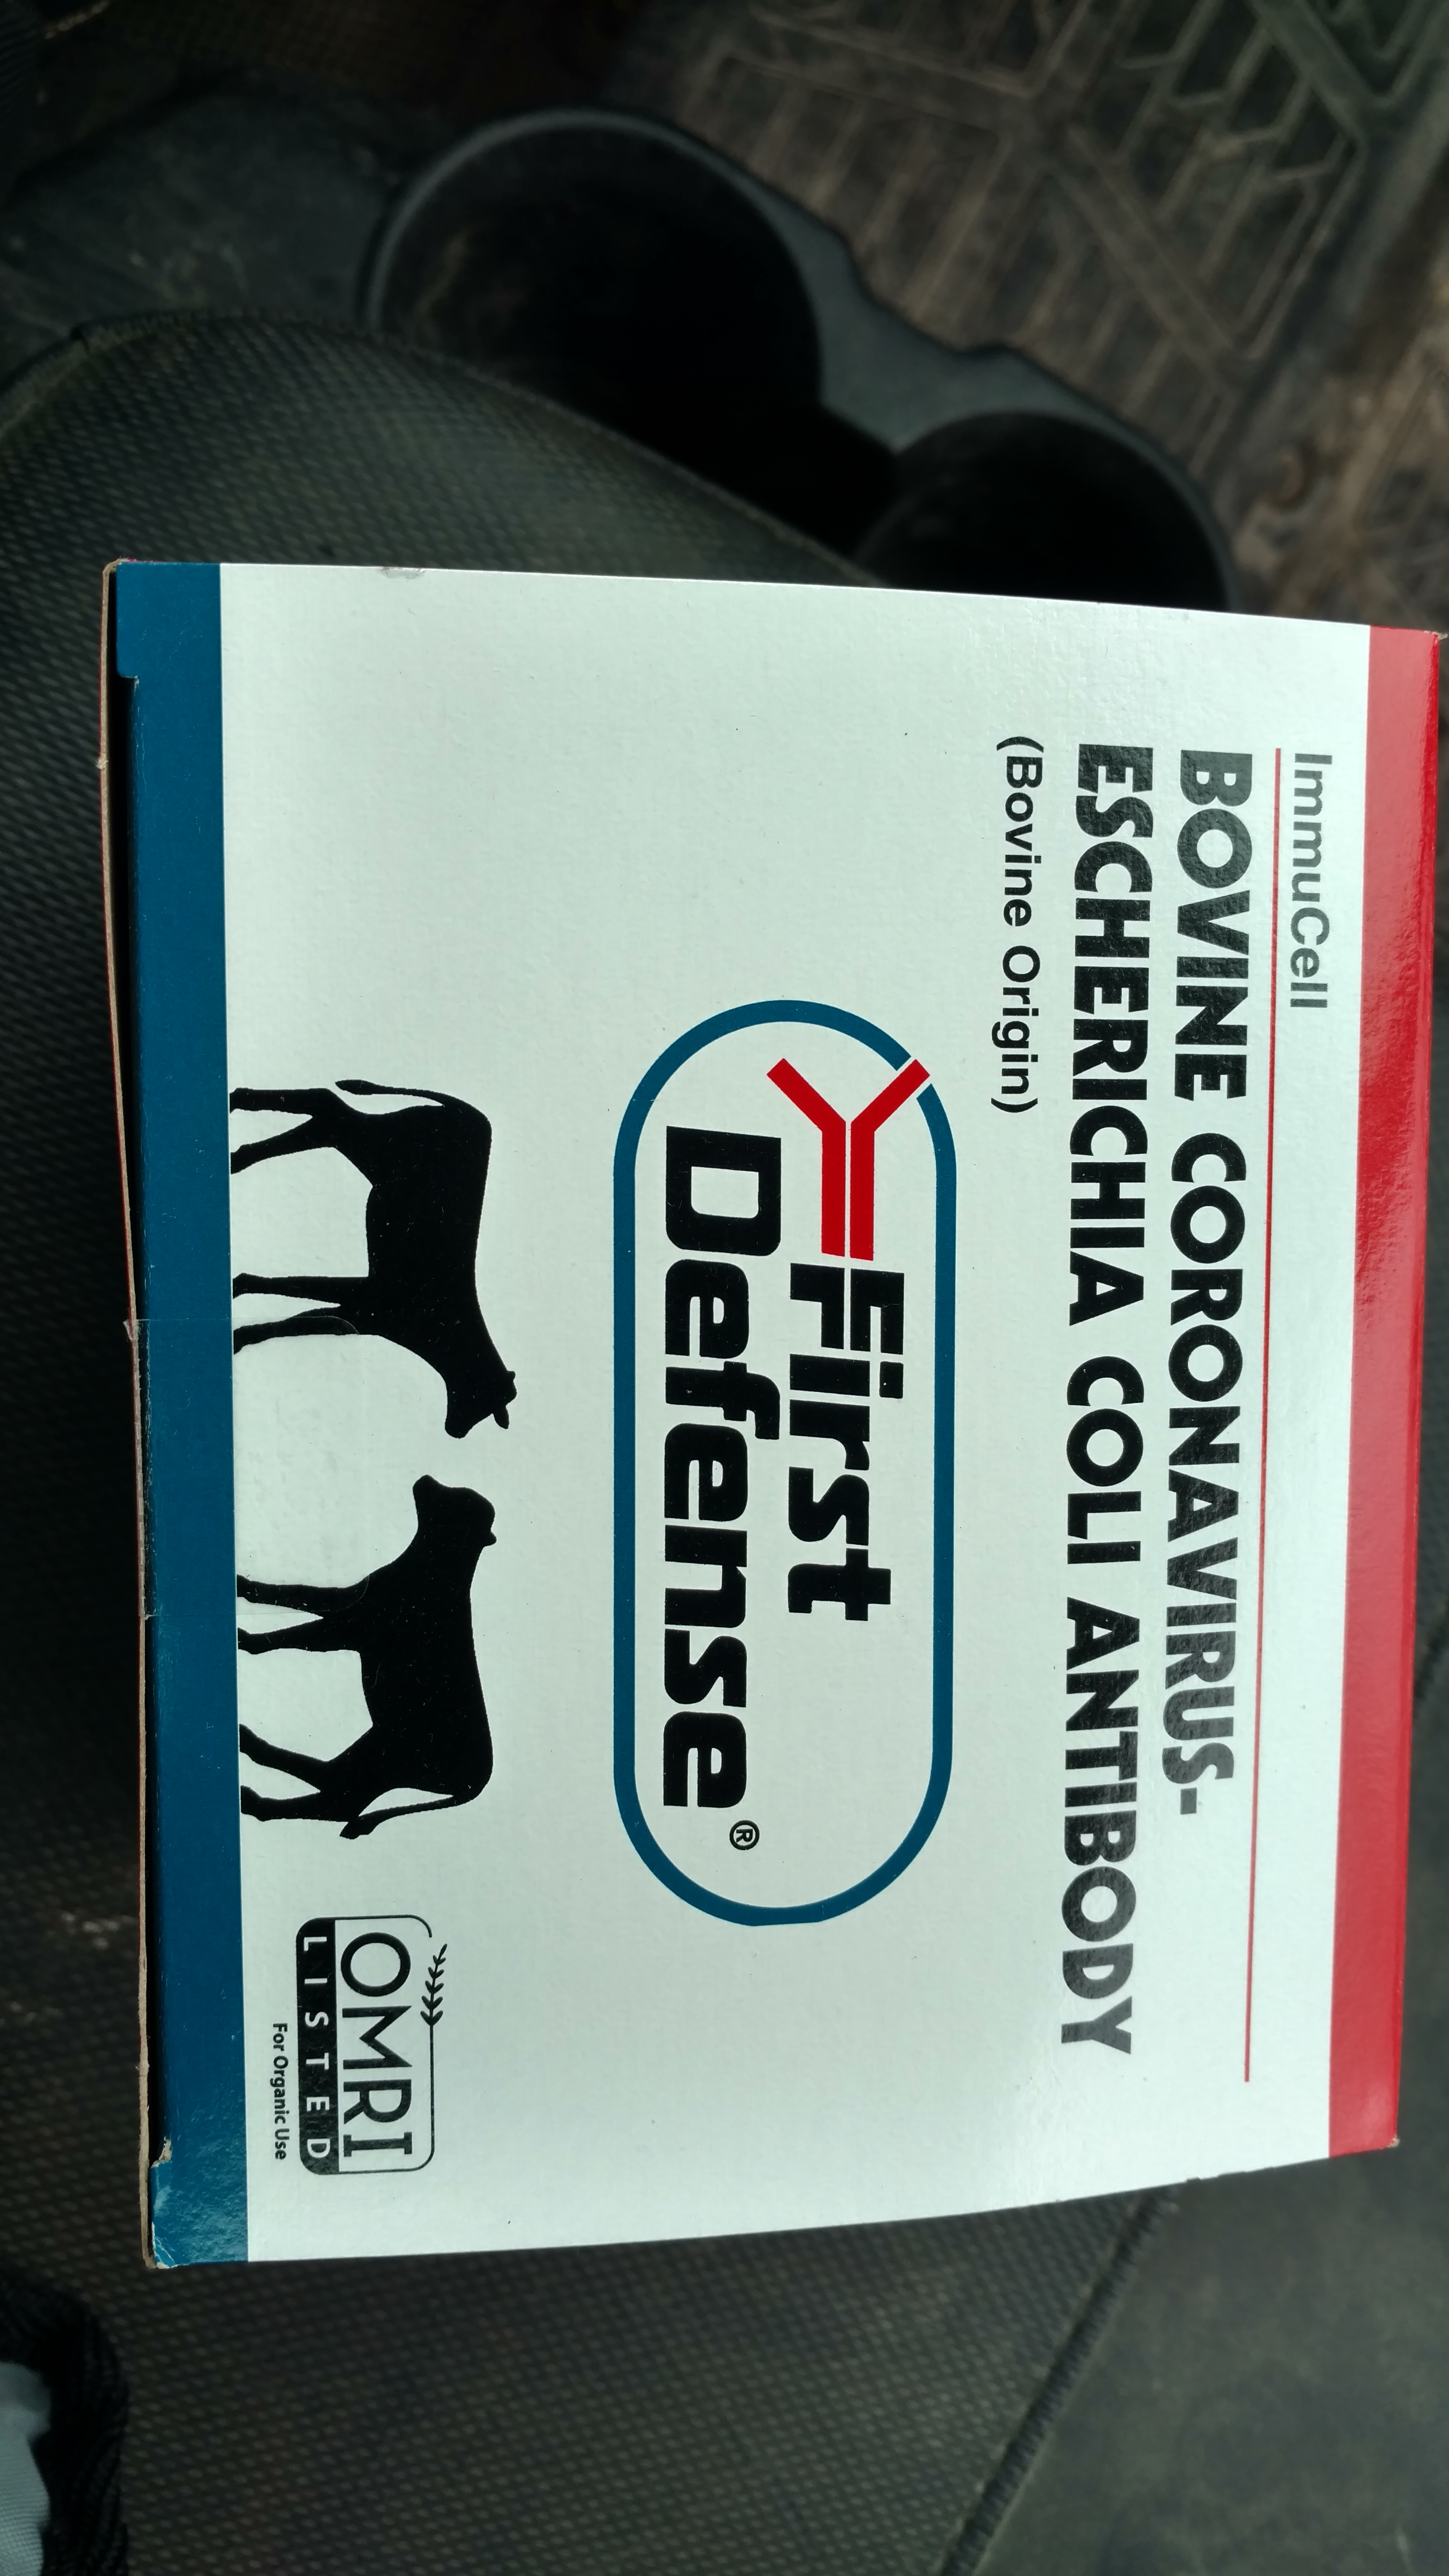 ImmuCell
BOVINE CORONAVIRUS-
ESCHERICHIA COLI ANTIBODY
(Bovine Origin)
First
Defense®
OMRI
LISTED
For Organic Use